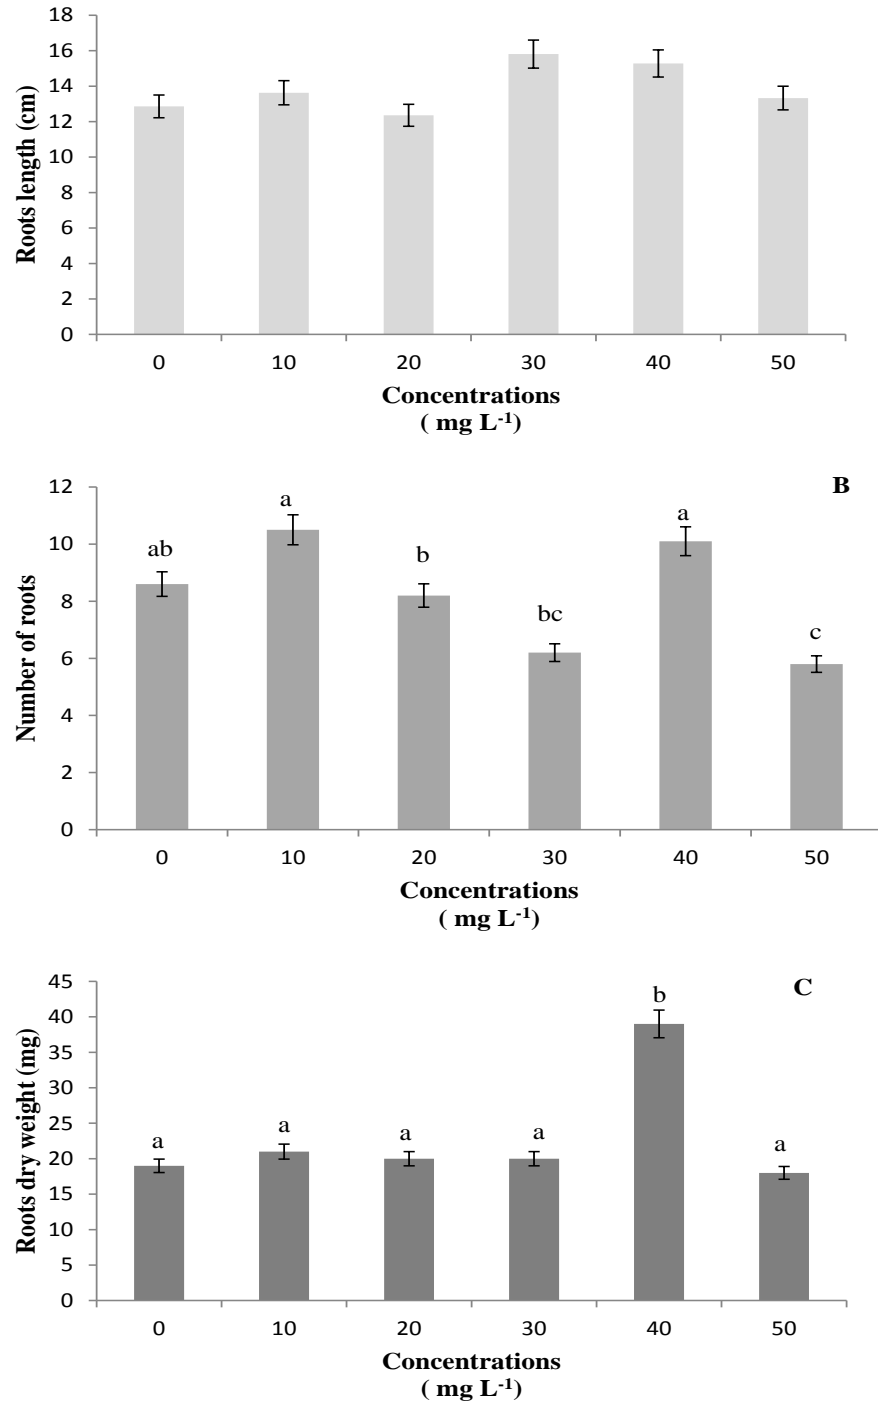 18
16
14
12
10
8
6
4
2
0
Roots length (cm)
0 10 20 30 40 50
Concentrations
( mg L-1)
B
12
10
8
6
4
2
0
Number of roots
ab a b bc a c
0 10 20 30 40 50
Concentrations
( mg L-1)
C
45
40
35
30
25
20
15
10
5
0
Roots dry weight (mg)
a a a a b a
0 10 20 30 40 50
Concentrations
( mg L-1)